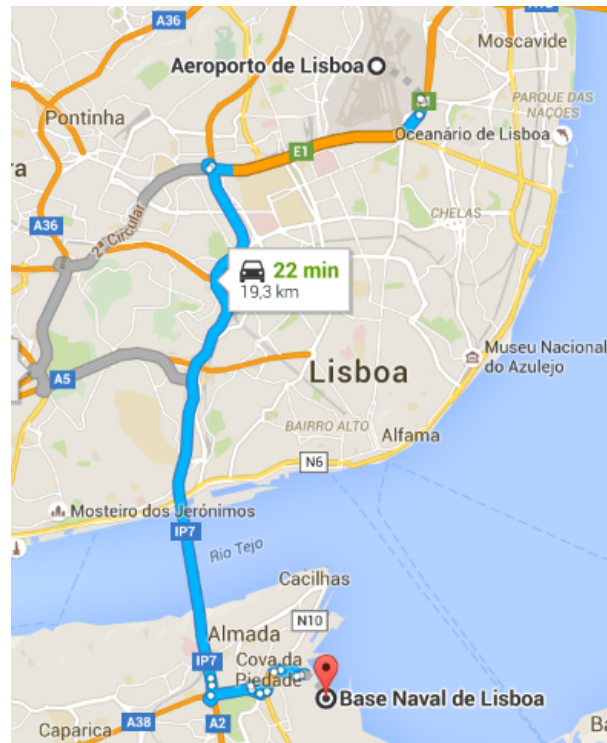 A36
Moscavide
Aeroporto de Lisboa
Pontinha
PARQUE DAS
NAÇÕES
Oceanário de Lisboa
E1
ra
2ª Circular
CHELAS
A36
22 min
19,3 km
Museu Nacional
do Azulejo
Lisboa
A5
BAIRRO ALTO
Alfama
N6
Mosteiro dos Jerónimos
IP7
Rio Tejo
Cacilhas
N10
Almada
IP7
Cova da
Piedade
Base Naval de Lisboa
Caparica
A38
A2
Ba